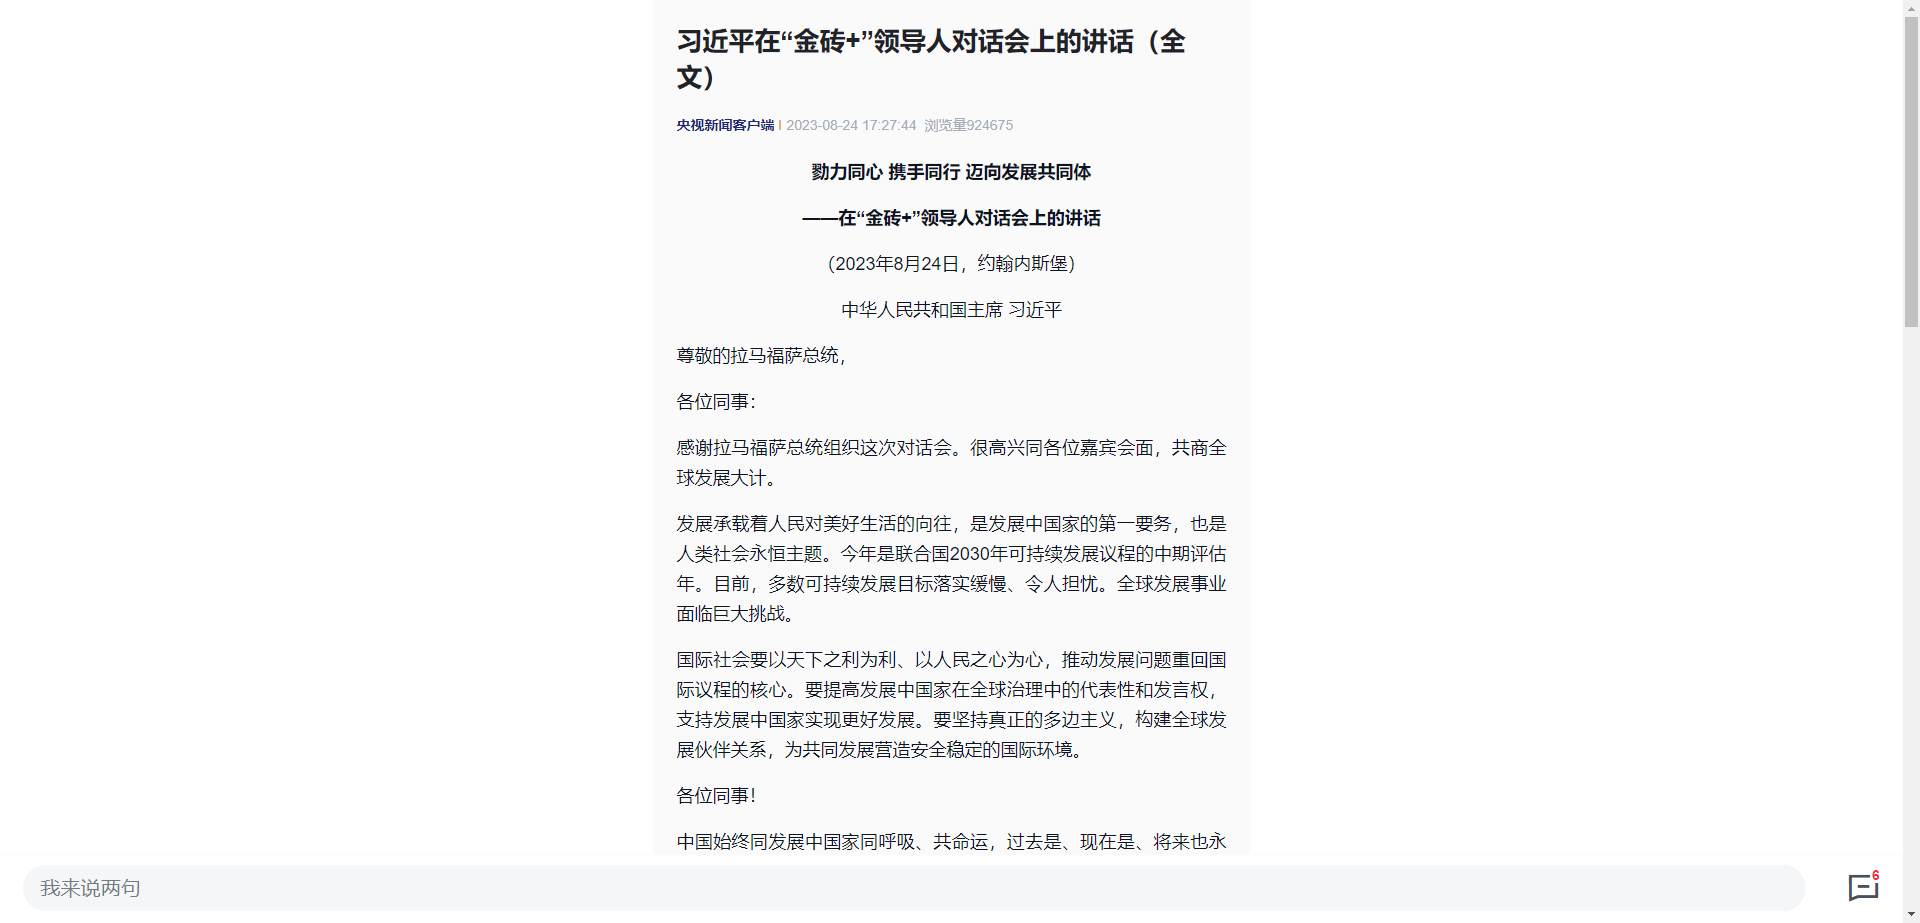 习近平在“金砖+”领导人对话会上的讲话（全
文）
央视新闻客户端 | 2023-08-24 17:27:44 浏览量924675
勠力同心 携手同行 迈向发展共同体
——在“金砖+”领导人对话会上的讲话
（2023年8月24日，约翰内斯堡）
中华人民共和国主席 习近平
尊敬的拉马福萨总统，
各位同事：
感谢拉马福萨总统组织这次对话会。很高兴同各位嘉宾会面，共商全
球发展大计。
发展承载着人民对美好生活的向往，是发展中国家的第一要务，也是
人类社会永恒主题。今年是联合国2030年可持续发展议程的中期评估
年。目前，多数可持续发展目标落实缓慢、令人担忧。全球发展事业
面临巨大挑战。
国际社会要以天下之利为利、以人民之心为心，推动发展问题重回国
际议程的核心。要提高发展中国家在全球治理中的代表性和发言权，
支持发展中国家实现更好发展。要坚持真正的多边主义，构建全球发
展伙伴关系，为共同发展营造安全稳定的国际环境。
各位同事！
中国始终同发展中国家同呼吸、共命运，过去是、现在是、将来也永
我来说两句
6